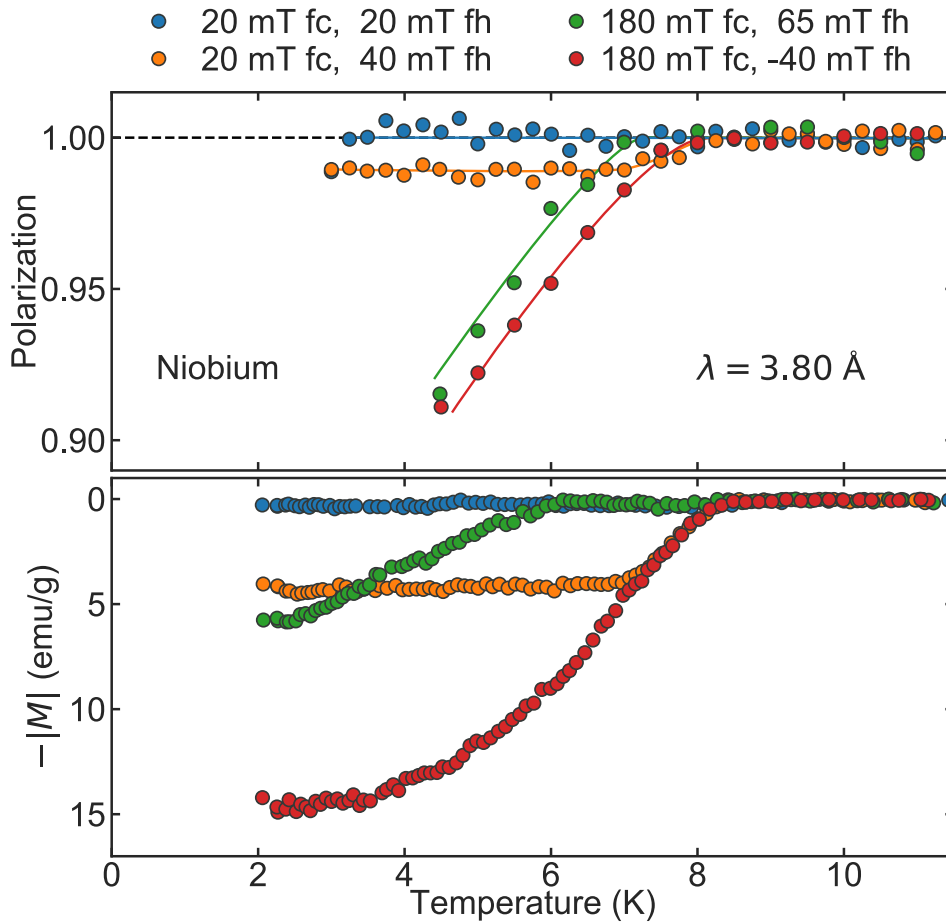 20 mT fc, 20 mT fh
180 mT fc, 65 mT fh
20 mT fc, 40 mT fh
180 mT fc, -40 mT fh
1.00
0.95
0.90
Polarization
Niobium
λ = 3.80 Å
0
5
10
15
−|M| (emu/g)
0 2 4 6 8 10
Temperature (K)